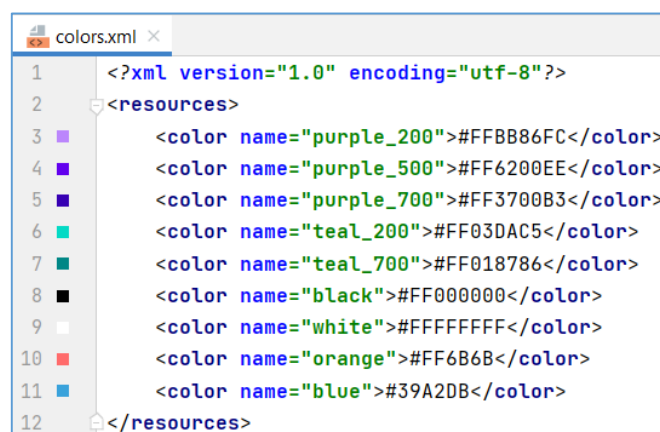 colors.xml
1 <?xml version="1.0" encoding="utf-8"?>
2 <resources>
3 <color name="purple_200">#FFBB86FC</color>
4 <color name="purple_500">#FF6200EE</color>
5 <color name="purple_700">#FF3700B3</color>
6 <color name="teal_200">#FF03DAC5</color>
7 <color name="teal_700">#FF018786</color>
8 <color name="black">#FF000000</color>
9 <color name="white">#FFFFFFFF</color>
10 <color name="orange">#FF6B6B</color>
11 <color name="blue">#39A2DB</color>
12 </resources>